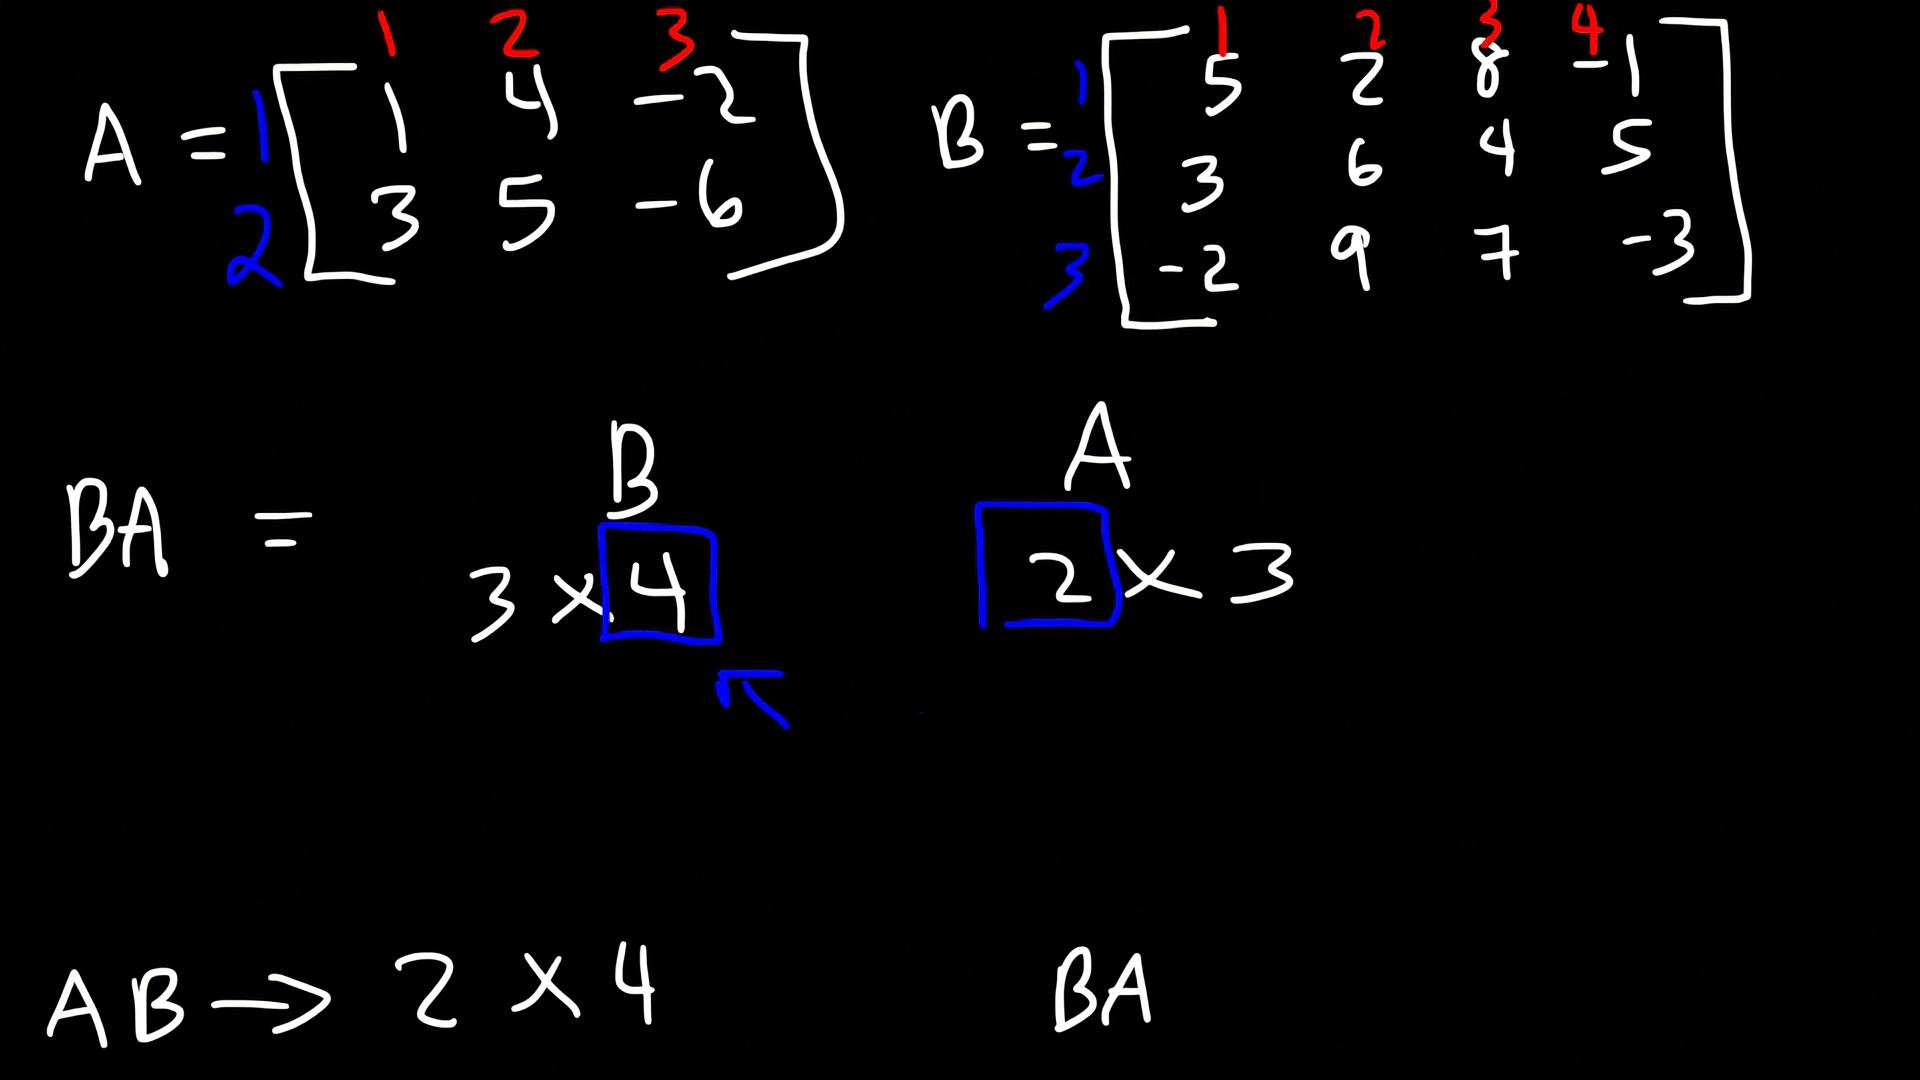 1 2 3
A = 1 [ 1 4 -2
2 3 5 -6 ]
1 2 3 4
B = 1 [ 5 2 8 -1
2 3 6 4 5
3 -2 9 7 -3 ]
B A
BA = 3 × 4 2 × 3
AB → 2 × 4 BA